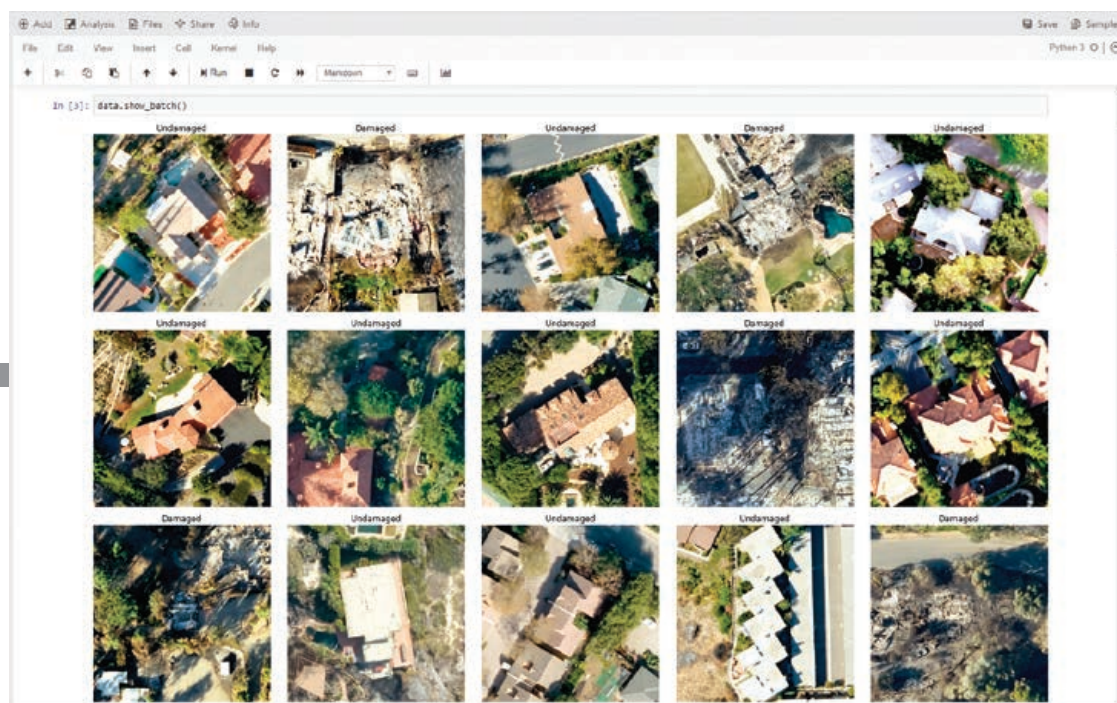 Add Analysis Files Share Info Save Sample
File Edit View Insert Cell Kernel Help Python 3
Run Markdown
In [3]: data.show_batch()
Undamaged Damaged Undamaged Damaged Undamaged
Undamaged Undamaged Undamaged Damaged Undamaged
Damaged Undamaged Undamaged Undamaged Damaged